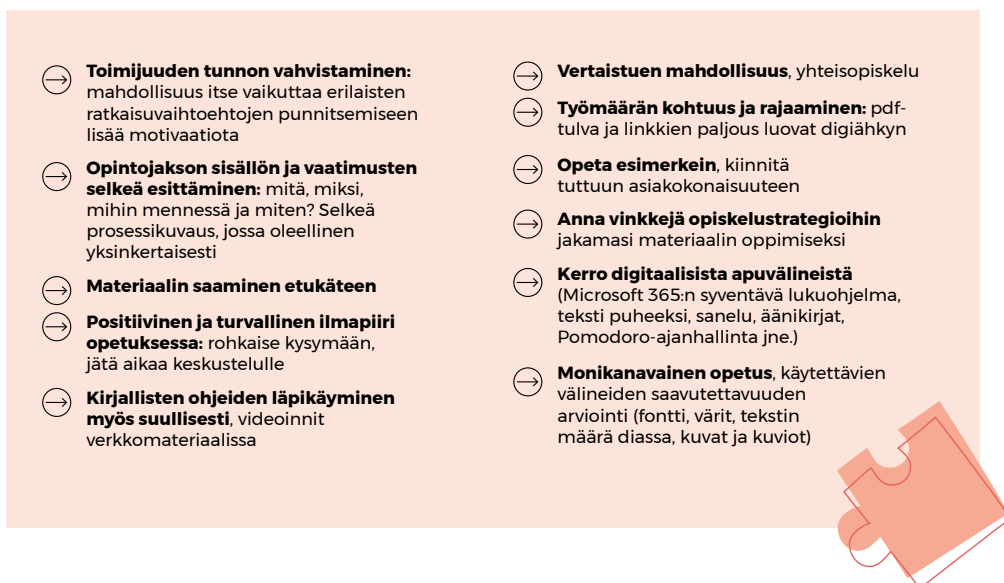 Toimijuuden tunnon vahvistaminen:
mahdollisuus itse vaikuttaa erilaisten
ratkaisuvaihtoehtojen punnitsemiseen
lisää motivaatiota
Opintojakson sisällön ja vaatimusten
selkeä esittäminen: mitä, miksi,
mihin mennessä ja miten? Selkeä
prosessikuvaus, jossa oleellinen
yksinkertaisesti
Materiaalin saaminen etukäteen
Positiivinen ja turvallinen ilmapiiri
opetuksessa: rohkaise kysymään,
jätä aikaa keskustelulle
Kirjallisten ohjeiden läpikäyminen
myös suullisesti, videoinnit
verkkomateriaalissa
Vertaistuen mahdollisuus, yhteisopiskelu
Työmäärän kohtuus ja rajaaminen: pdf-
tulva ja linkkien paljous luovat digiähkyn
Opeta esimerkein, kiinnitä
tuttuun asiakokonaisuuteen
Anna vinkkejä opiskelustrategioihin
jakamasi materiaalin oppimiseksi
Kerro digitaalisista apuvälineistä
(Microsoft 365:n syventävä lukuohjelma,
teksti puheeksi, sanelu, äänikirjat,
Pomodoro-ajanhallinta jne.)
Monikanavainen opetus, käytettävien
välineiden saavutettavuuden
arviointi (fontti, värit, tekstin
määrä diassa, kuvat ja kuviot)